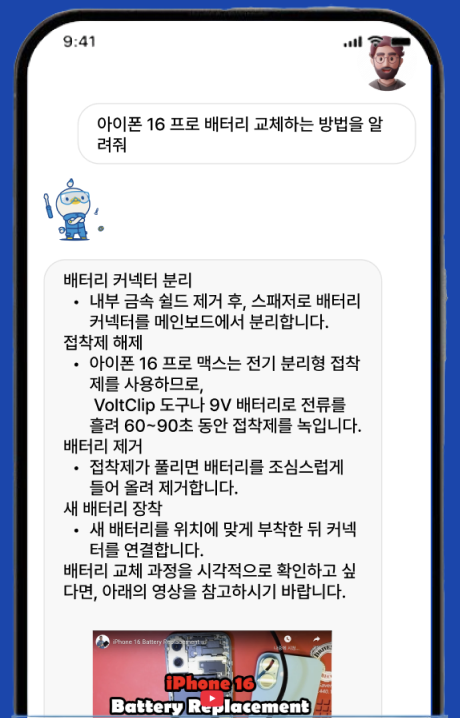 9:41
아이폰 16 프로 배터리 교체하는 방법을 알
려줘
배터리 커넥터 분리
• 내부 금속 쉴드 제거 후, 스패저로 배터리
커넥터를 메인보드에서 분리합니다.
접착제 해제
• 아이폰 16 프로 맥스는 전기 분리형 접착
제를 사용하므로,
VoltClip 도구나 9V 배터리로 전류를
흘려 60~90초 동안 접착제를 녹입니다.
배터리 제거
• 접착제가 풀리면 배터리를 조심스럽게
들어 올려 제거합니다.
새 배터리 장착
• 새 배터리를 위치에 맞게 부착한 뒤 커넥
터를 연결합니다.
배터리 교체 과정을 시각적으로 확인하고 싶
다면, 아래의 영상을 참고하시기 바랍니다.
iPhone 16 Battery Replacement
iPhone 16
Battery Replacement